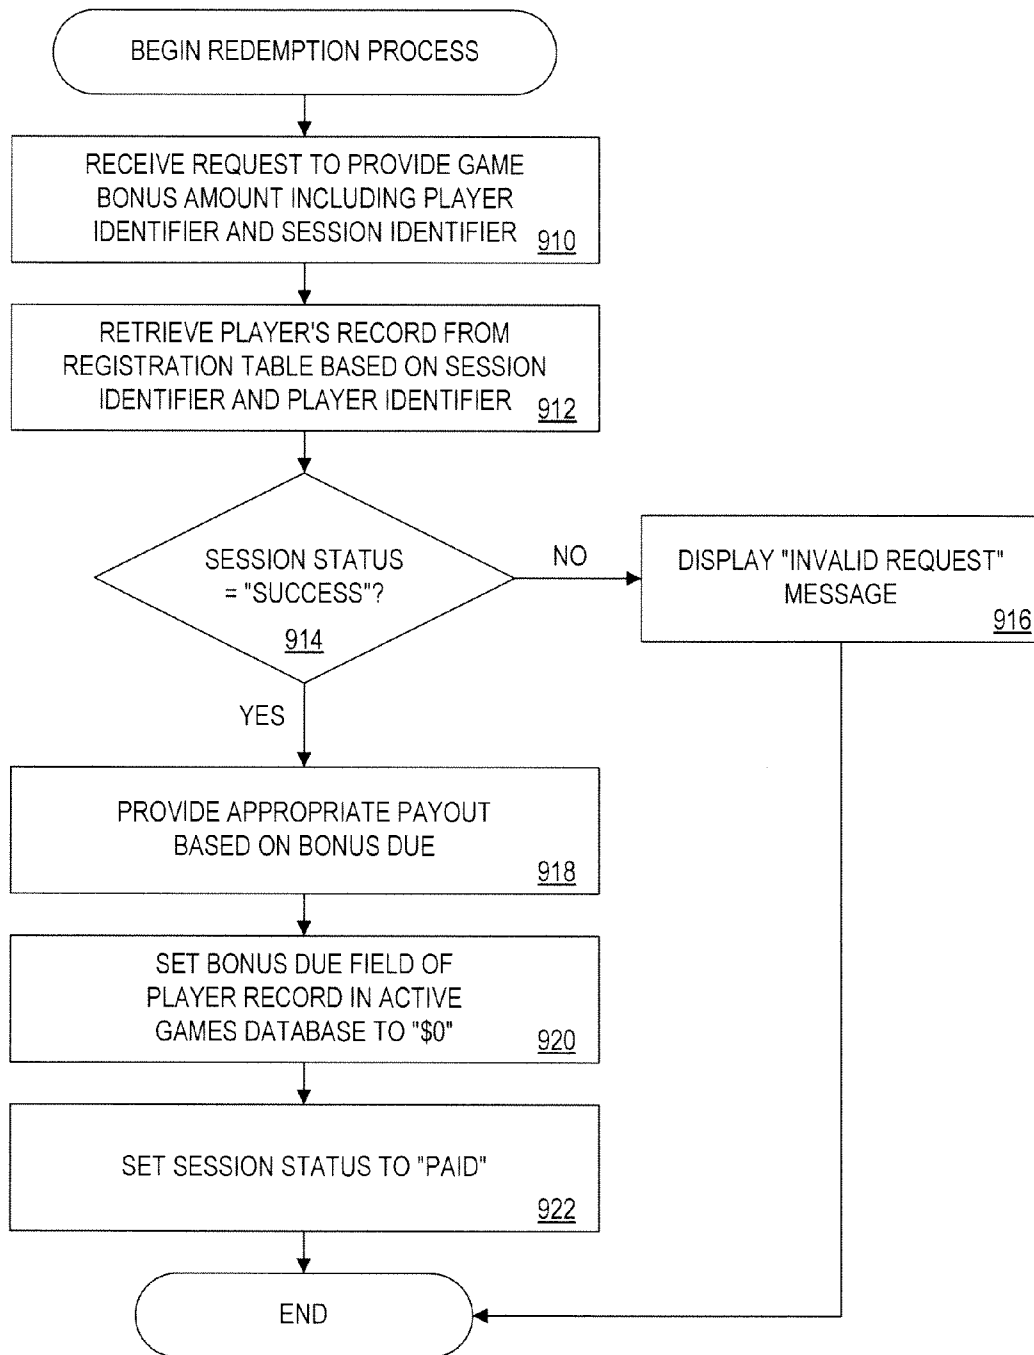 BEGIN REDEMPTION PROCESS
RECEIVE REQUEST TO PROVIDE GAME
BONUS AMOUNT INCLUDING PLAYER
IDENTIFIER AND SESSION IDENTIFIER
910
RETRIEVE PLAYER'S RECORD FROM
REGISTRATION TABLE BASED ON SESSION
IDENTIFIER AND PLAYER IDENTIFIER
912
SESSION STATUS
= "SUCCESS"?
914
NO
DISPLAY "INVALID REQUEST"
MESSAGE
916
YES
PROVIDE APPROPRIATE PAYOUT
BASED ON BONUS DUE
918
SET BONUS DUE FIELD OF
PLAYER RECORD IN ACTIVE
GAMES DATABASE TO "$0"
920
SET SESSION STATUS TO "PAID"
922
END